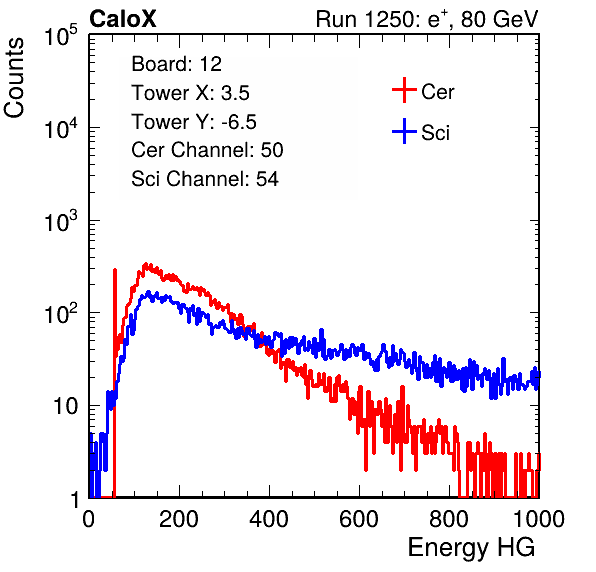 CaloX Run 1250: e⁺, 80 GeV
Counts
10⁵
10⁴
10³
10²
10
1
Board: 12
Tower X: 3.5
Tower Y: -6.5
Cer Channel: 50
Sci Channel: 54
Cer
Sci
0 200 400 600 800 1000
Energy HG